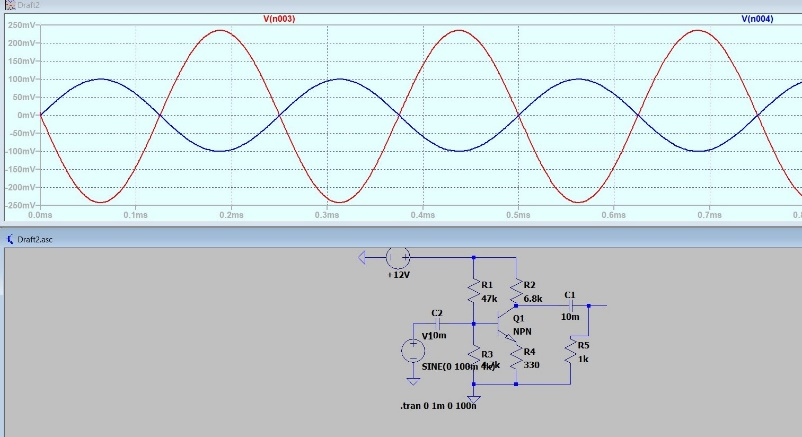 Draft2
V(n003)
V(n004)
250mV
200mV
150mV
100mV
50mV
0mV
-50mV
-100mV
-150mV
-200mV
-250mV
0.0ms
0.1ms
0.2ms
0.3ms
0.4ms
0.5ms
0.6ms
0.7ms
Draft2.asc
+12V
R1
47k
R2
6.8k
C1
10m
C2
10m
V1
Q1
NPN
R3
R4
330
R5
1k
SINE(0 100m 4k)
.tran 0 1m 0 100n